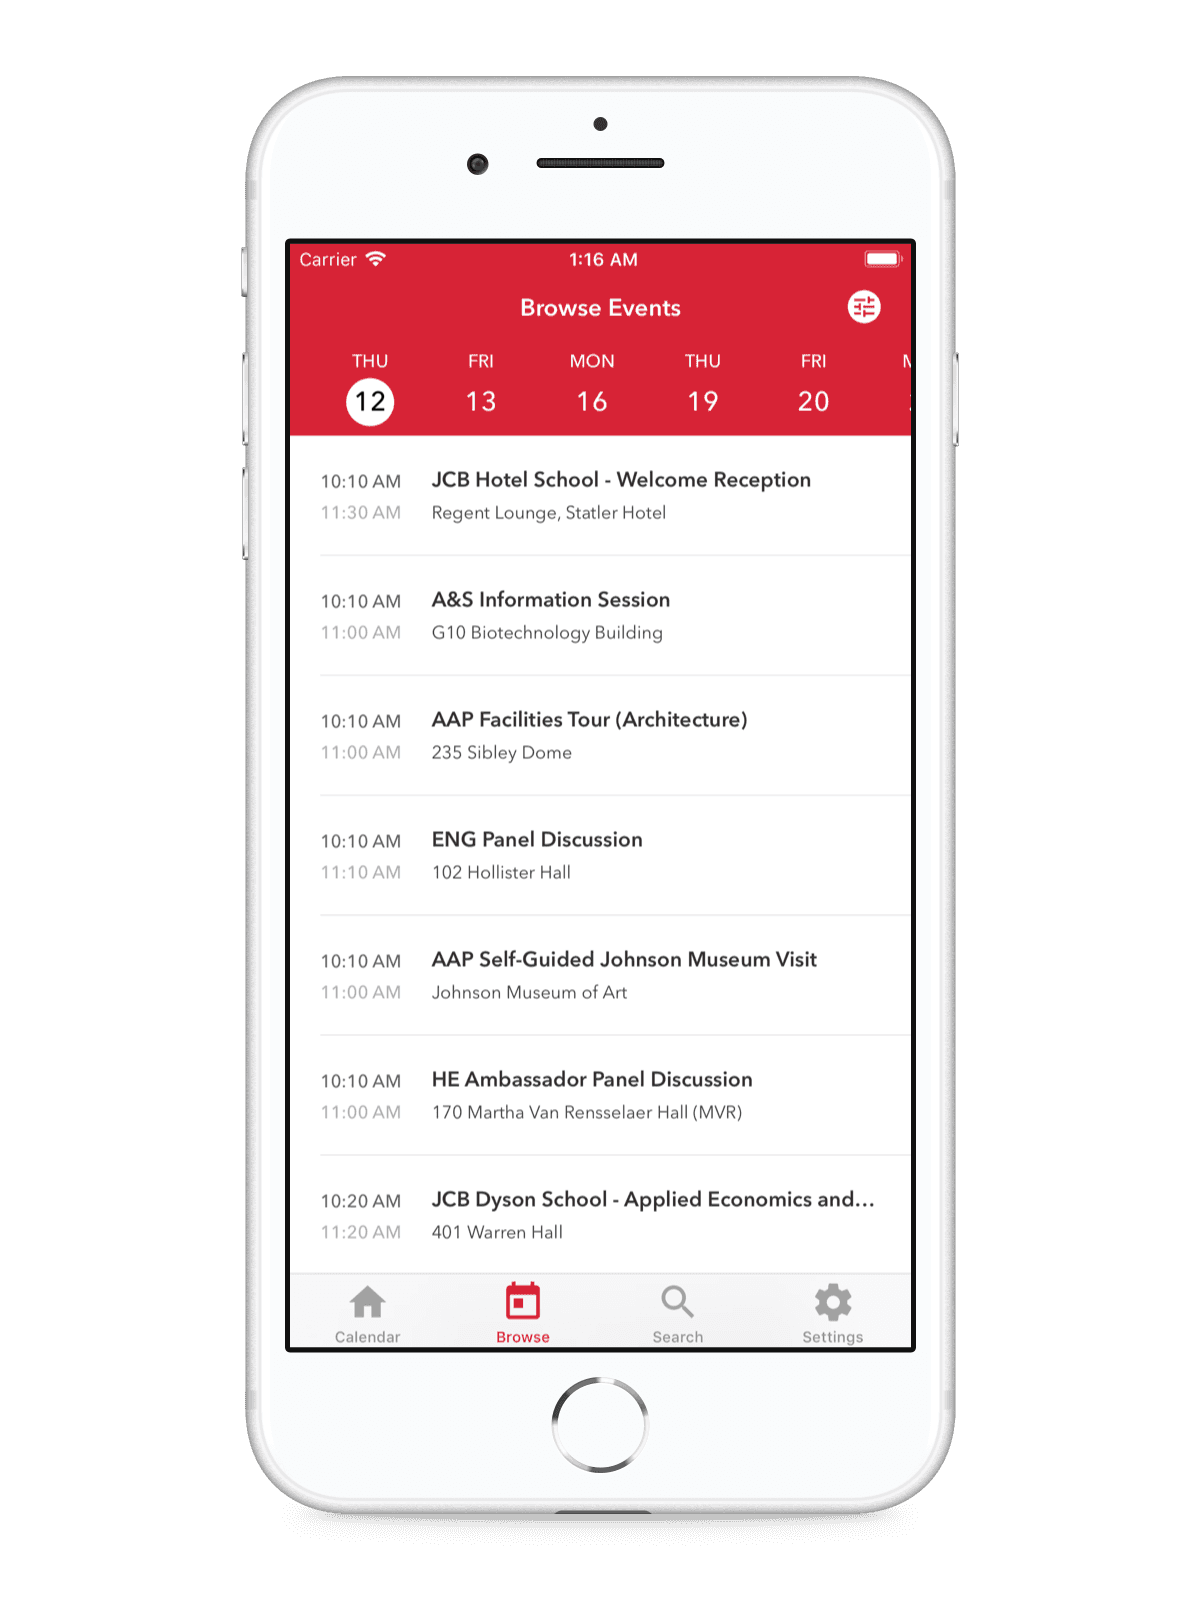 Carrier 1:16 AM
Browse Events
THU FRI MON THU FRI
12 13 16 19 20
10:10 AM JCB Hotel School - Welcome Reception
11:30 AM Regent Lounge, Statler Hotel
10:10 AM A&S Information Session
11:00 AM G10 Biotechnology Building
10:10 AM AAP Facilities Tour (Architecture)
11:00 AM 235 Sibley Dome
10:10 AM ENG Panel Discussion
11:10 AM 102 Hollister Hall
10:10 AM AAP Self-Guided Johnson Museum Visit
11:00 AM Johnson Museum of Art
10:10 AM HE Ambassador Panel Discussion
11:00 AM 170 Martha Van Rensselaer Hall (MVR)
10:20 AM JCB Dyson School - Applied Economics and...
11:20 AM 401 Warren Hall
Calendar Browse Search Settings